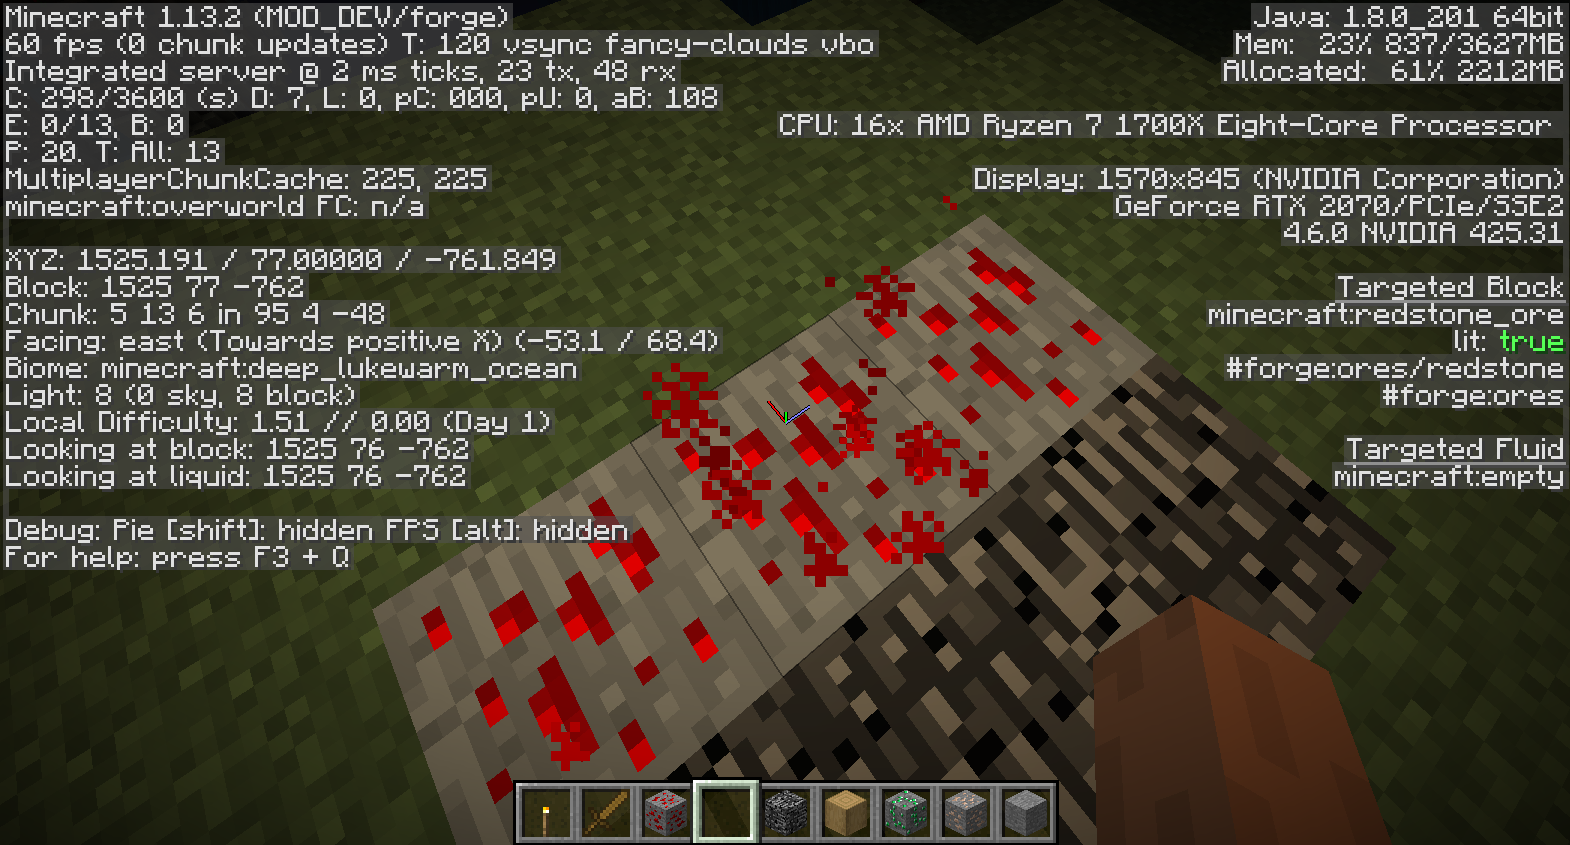 Minecraft 1.13.2 (MOD_DEV/forge)
60 fps (0 chunk updates) T: 120 vsync fancy-clouds vbo
Integrated server @ 2 ms ticks, 23 tx, 48 rx
C: 298/3600 (s) D: 7, L: 0, pC: 000, pU: 0, aB: 108
E: 0/13, B: 0
P: 20. T: All: 13
MultiplayerChunkCache: 225, 225
minecraft:overworld FC: n/a
XYZ: 1525.191 / 77.00000 / -761.849
Block: 1525 77 -762
Chunk: 5 13 6 in 95 4 -48
Facing: east (Towards positive X) (-53.1 / 68.4)
Biome: minecraft:deep_lukewarm_ocean
Light: 8 (0 sky, 8 block)
Local Difficulty: 1.51 // 0.00 (Day 1)
Looking at block: 1525 76 -762
Looking at liquid: 1525 76 -762
Debug: Pie [shift]: hidden FPS [alt]: hidden
For help: press F3 + Q
Java: 1.8.0_201 64bit
Mem: 23% 837/3627MB
Allocated: 61% 2212MB
CPU: 16x AMD Ryzen 7 1700X Eight-Core Processor
Display: 1570x845 (NVIDIA Corporation)
GeForce RTX 2070/PCIe/SSE2
4.6.0 NVIDIA 425.31
Targeted Block
minecraft:redstone_ore
lit: true
#forge:ores/redstone
#forge:ores
Targeted Fluid
minecraft:empty